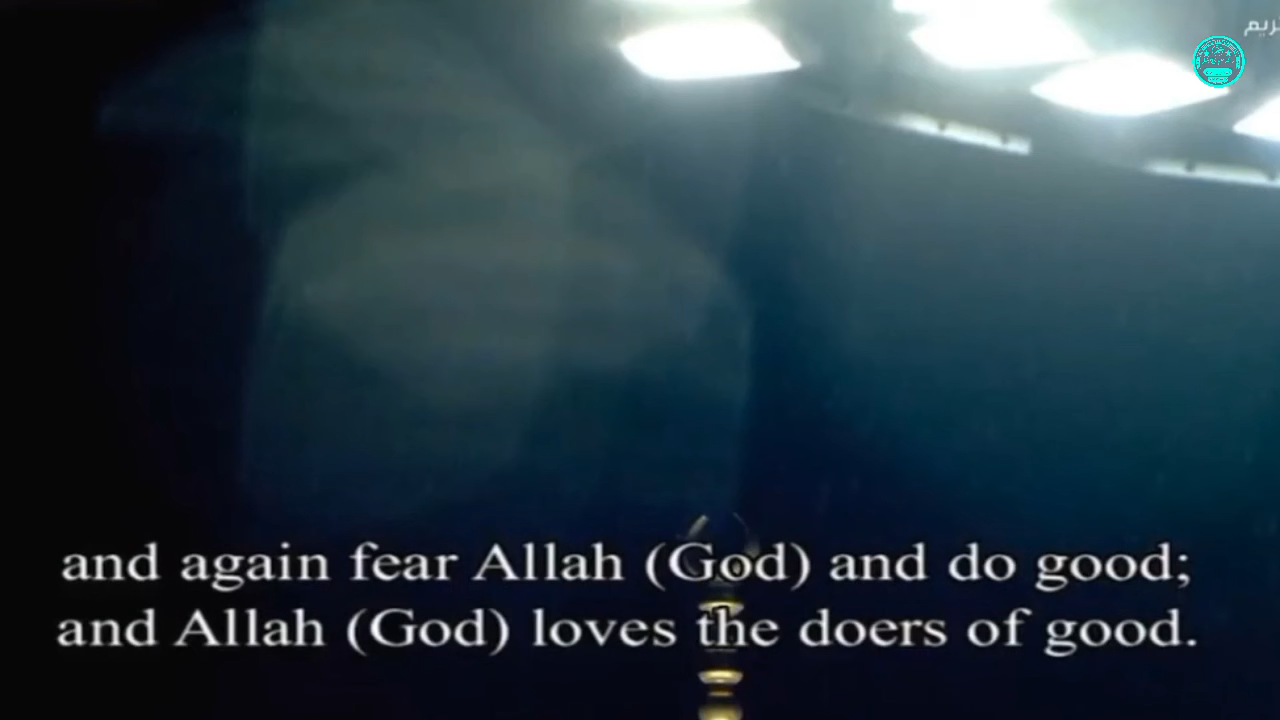 and again fear Allah (God) and do good;
and Allah (God) loves the doers of good.